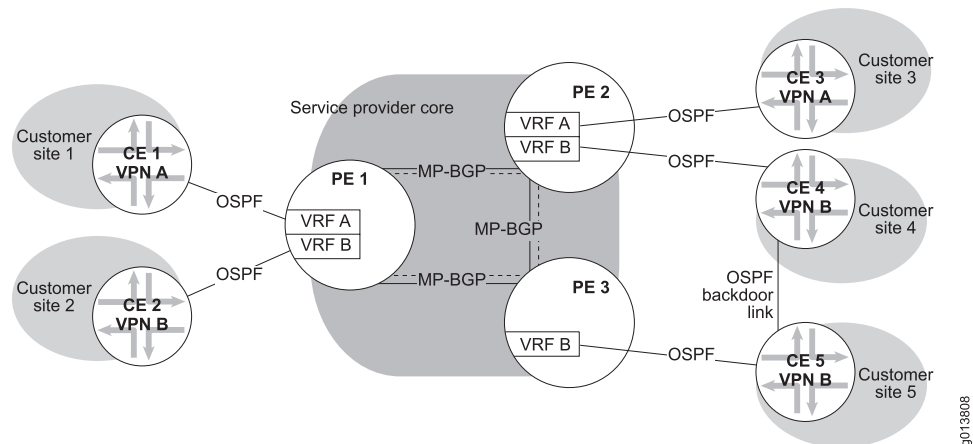 Service provider core
Customer
site 1
CE 1
VPN A
OSPF
Customer
site 2
CE 2
VPN B
OSPF
PE 1
VRF A
VRF B
MP-BGP
MP-BGP
MP-BGP
PE 2
VRF A
VRF B
PE 3
VRF B
OSPF
CE 3
VPN A
Customer
site 3
OSPF
CE 4
VPN B
Customer
site 4
OSPF
backdoor
link
OSPF
CE 5
VPN B
Customer
site 5
g013808